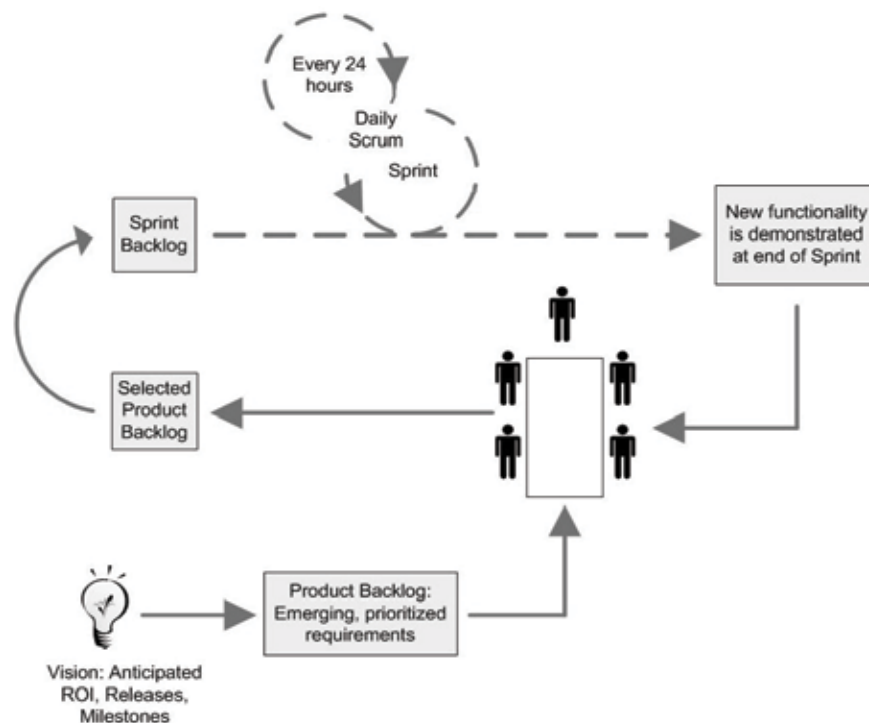 Every 24
hours
Daily
Scrum
Sprint
Sprint
Backlog
New functionality
is demonstrated
at end of Sprint
Selected
Product
Backlog
Product Backlog:
Emerging, prioritized
requirements
Vision: Anticipated
ROI, Releases,
Milestones